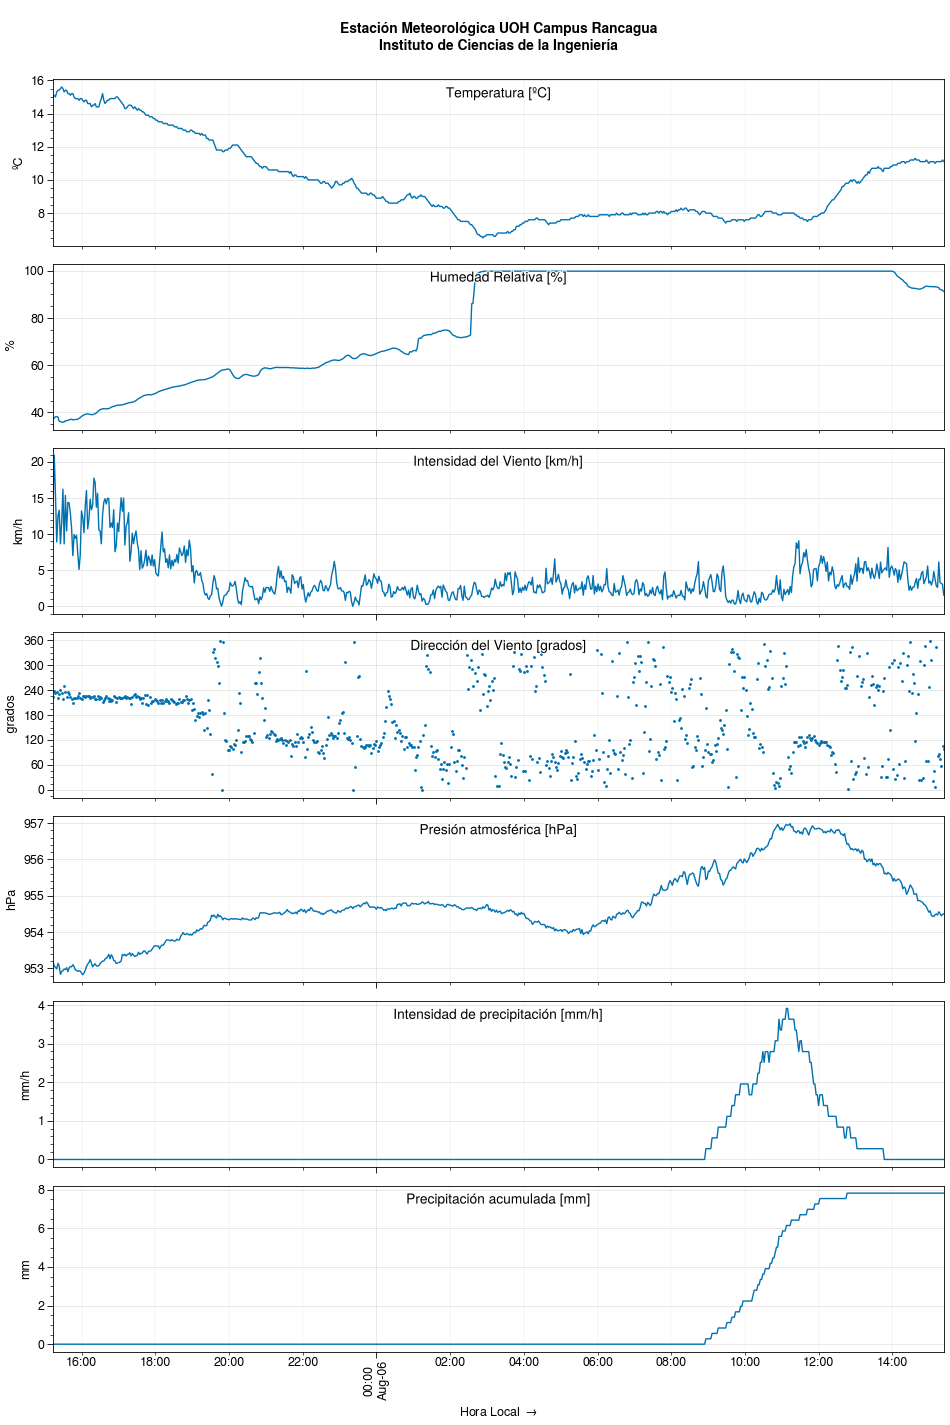 Estación Meteorológica UOH Campus Rancagua
Instituto de Ciencias de la Ingeniería
Temperatura [ºC]
16
14
12
10
8
ºC
Humedad Relativa [%]
100
80
60
40
%
Intensidad del Viento [km/h]
20
15
10
5
0
km/h
Dirección del Viento [grados]
360
300
240
180
120
60
0
grados
Presión atmosférica [hPa]
957
956
955
954
953
hPa
Intensidad de precipitación [mm/h]
4
3
2
1
0
mm/h
Precipitación acumulada [mm]
8
6
4
2
0
mm
16:00 18:00 20:00 22:00 00:00 02:00 04:00 06:00 08:00 10:00 12:00 14:00
Aug-06
Hora Local →